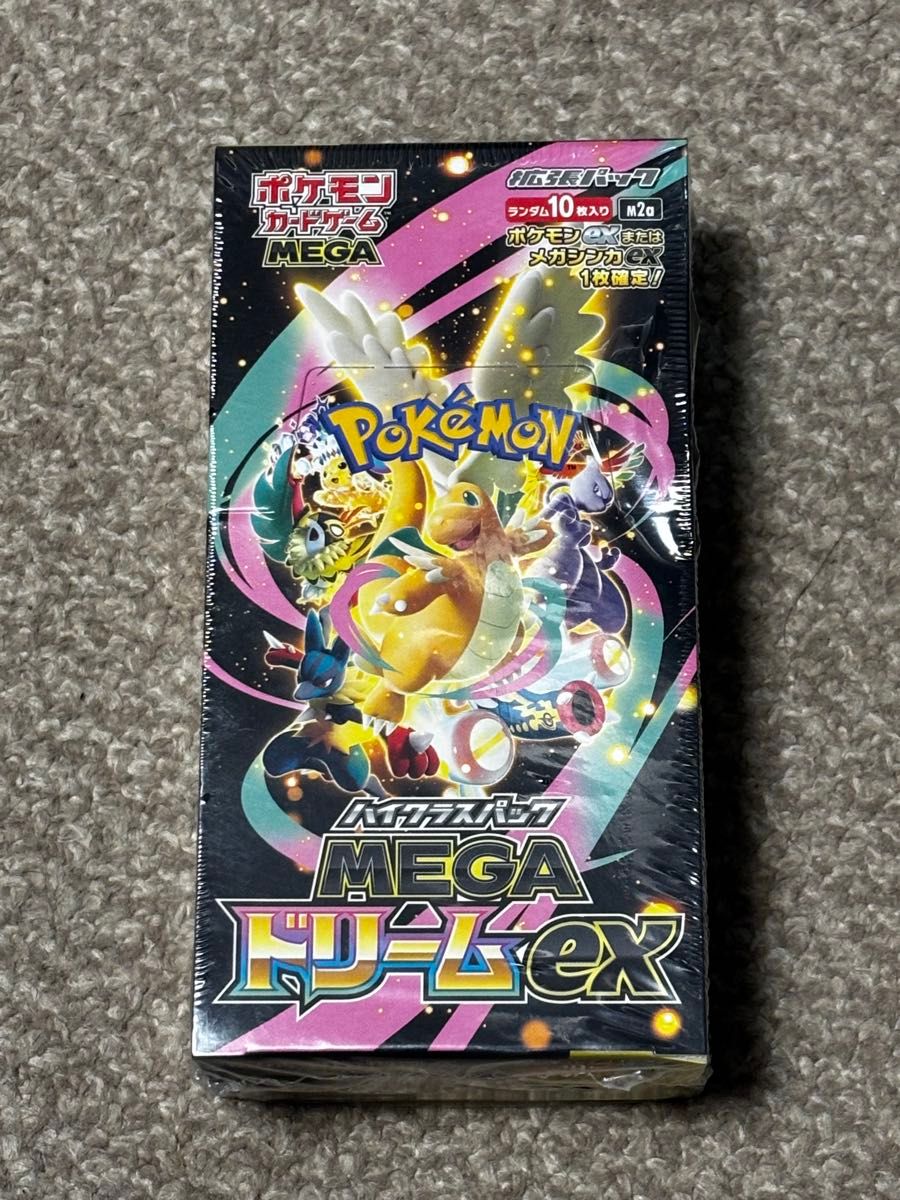 ポケモン
カードゲーム™
MEGA
拡張パック
ランダム10枚入り M2a
ポケモンexまたは
メガシンカex
1枚確定!
POKéMON™
ハイクラスパック
MEGA
ドリームex